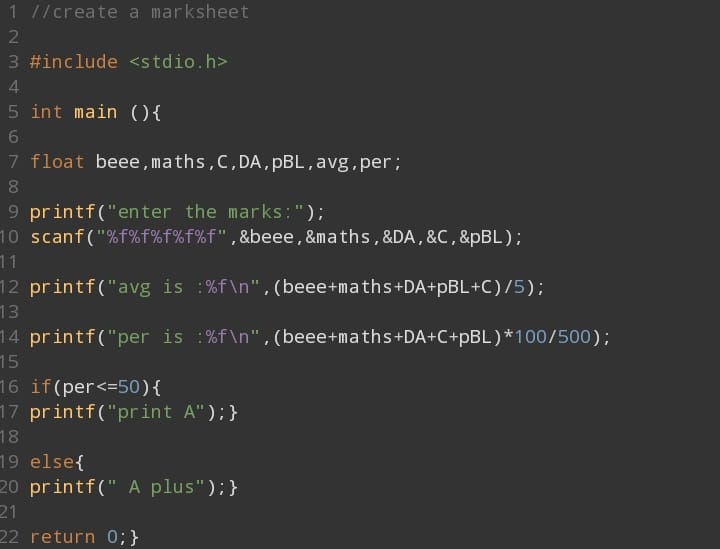 1 //create a marksheet
2
3 #include <stdio.h>
4
5 int main (){
6
7 float beee,maths,C,DA,pBL,avg,per;
8
9 printf("enter the marks:");
10 scanf("%f%f%f%f%f",&beee,&maths,&DA,&C,&pBL);
11
12 printf("avg is :%f\n",(beee+maths+DA+pBL+C)/5);
13
14 printf("per is :%f\n",(beee+maths+DA+C+pBL)*100/500);
15
16 if(per<=50){
17 printf("print A");}
18
19 else{
20 printf(" A plus");}
21
22 return 0;}